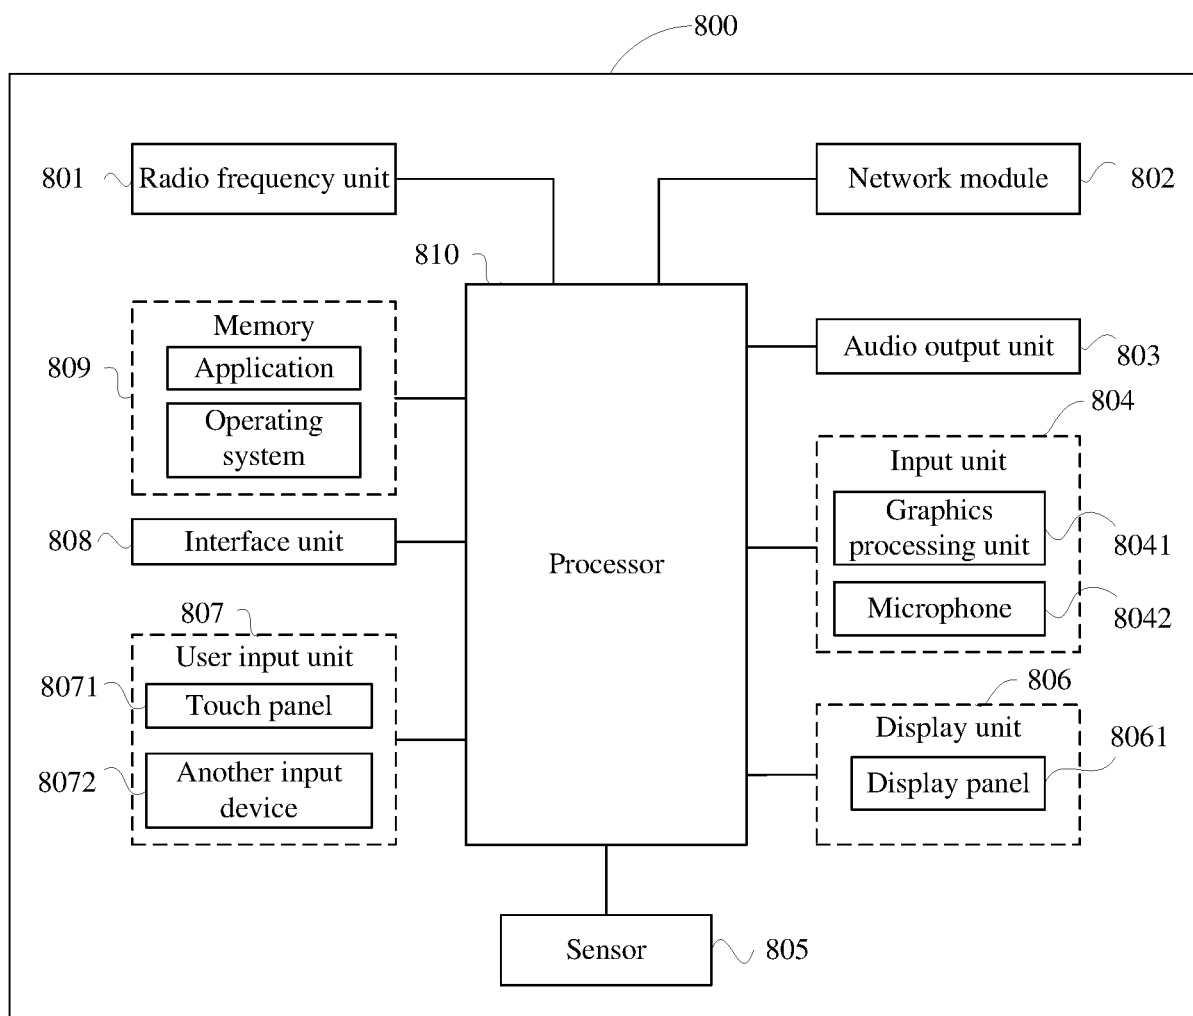 800
801
Radio frequency unit
Network module
802
810
Memory
Application
Operating
system
809
Audio output unit
803
804
Input unit
Graphics
processing unit
8041
Microphone
8042
808
Interface unit
Processor
807
User input unit
8071
Touch panel
8072
Another input
device
806
Display unit
8061
Display panel
Sensor
805